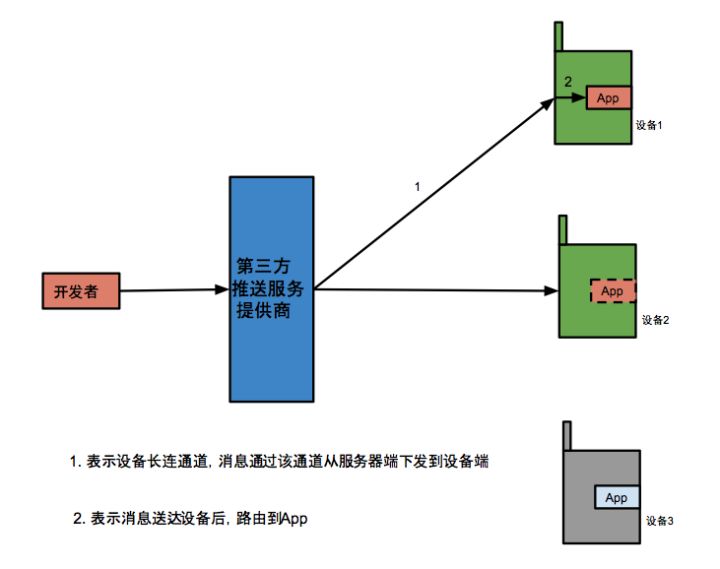 2
App
设备1
1
第三方
推送服务
提供商
开发者
App
设备2
1. 表示设备长连通道, 消息通过该通道从服务器端下发到设备端
App
设备3
2. 表示消息送达设备后, 路由到App